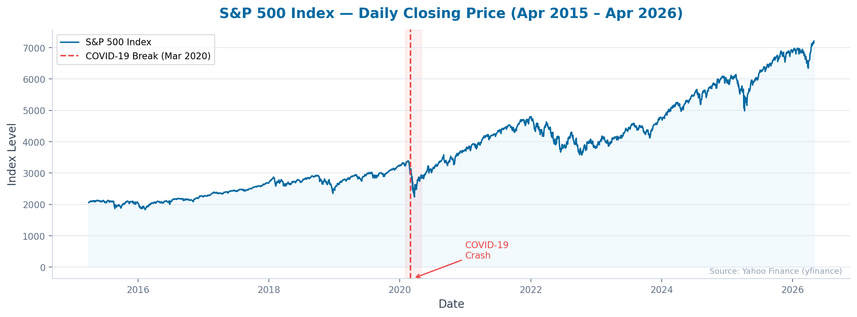 S&P 500 Index — Daily Closing Price (Apr 2015 – Apr 2026)
S&P 500 Index
COVID-19 Break (Mar 2020)
7000
6000
5000
4000
3000
2000
1000
0
Index Level
COVID-19
Crash
Source: Yahoo Finance (yfinance)
2016
2018
2020
2022
2024
2026
Date